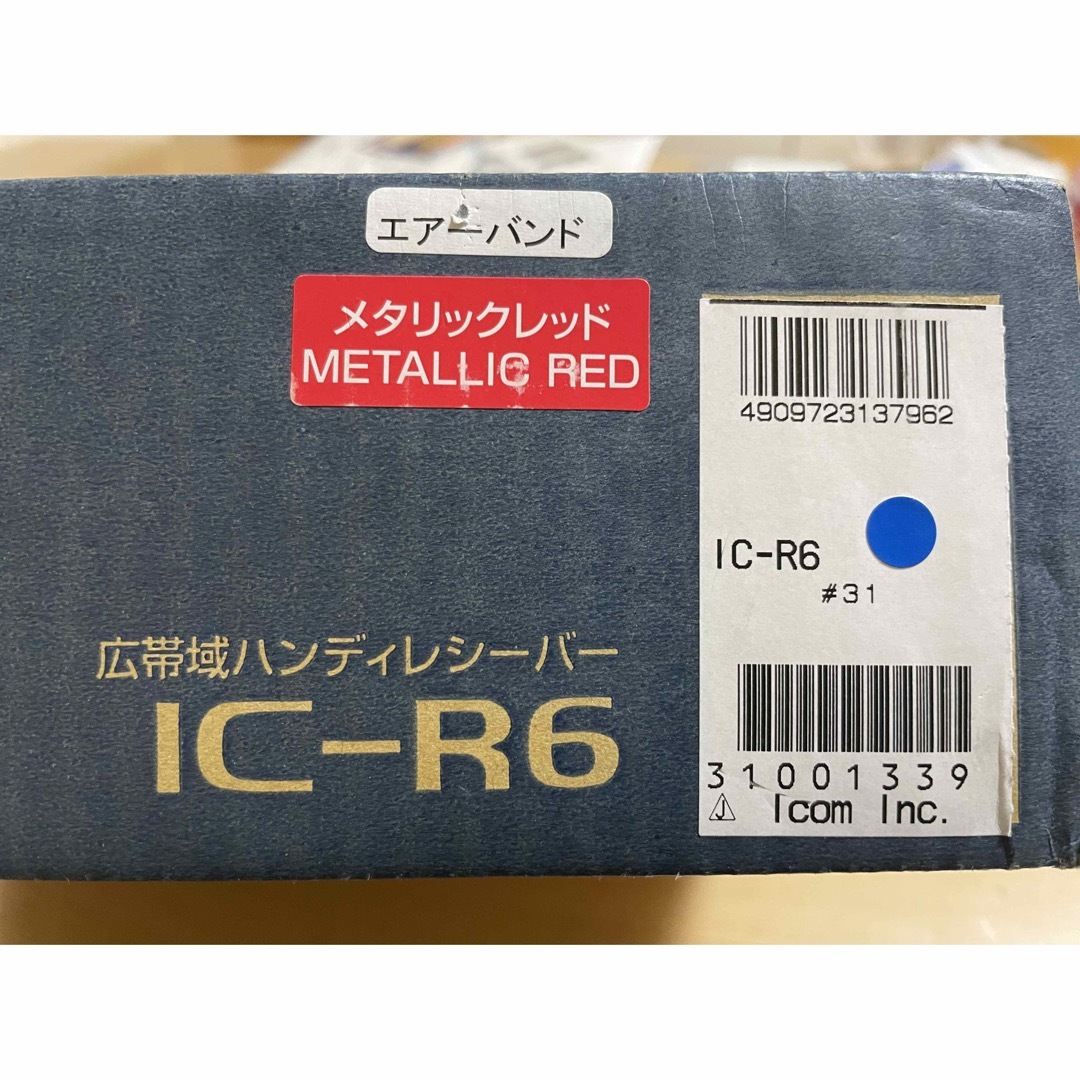 エアーバンド
メタリックレッド
METALLIC RED
4909723137962
IC-R6
#31
31001339
Icom Inc.
広帯域ハンディレシーバー
IC-R6